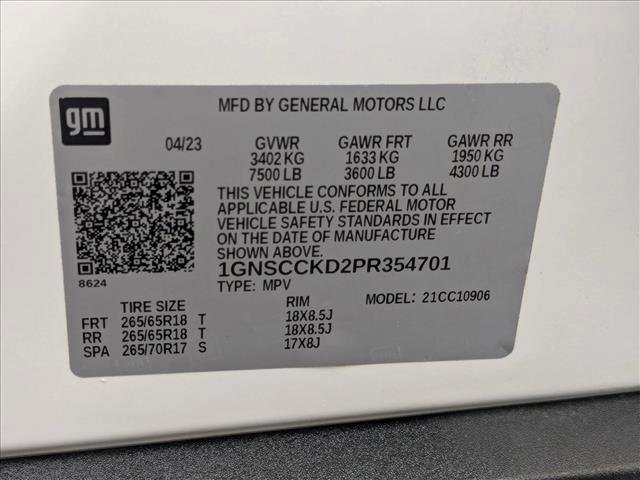 gm
MFD BY GENERAL MOTORS LLC
04/23 GVWR GAWR FRT GAWR RR
3402 KG 1633 KG 1950 KG
7500 LB 3600 LB 4300 LB
THIS VEHICLE CONFORMS TO ALL
APPLICABLE U.S. FEDERAL MOTOR
VEHICLE SAFETY STANDARDS IN EFFECT
ON THE DATE OF MANUFACTURE
SHOWN ABOVE.
8624
1GNSCCKD2PR354701
TYPE: MPV MODEL: 21CC10906
TIRE SIZE RIM
FRT 265/65R18 T 18X8.5J
RR 265/65R18 T 18X8.5J
SPA 265/70R17 S 17X8J